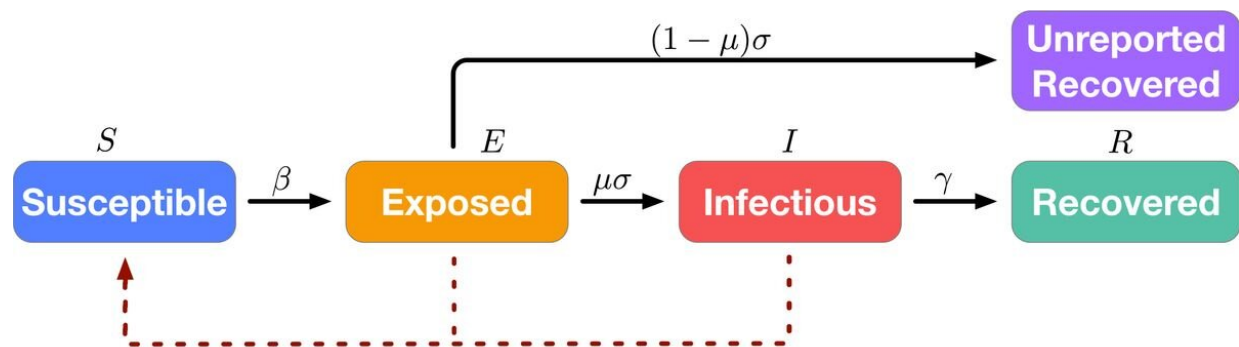 (1 − μ)σ
Unreported
Recovered
S
E
I
R
Susceptible
β
Exposed
μσ
Infectious
γ
Recovered